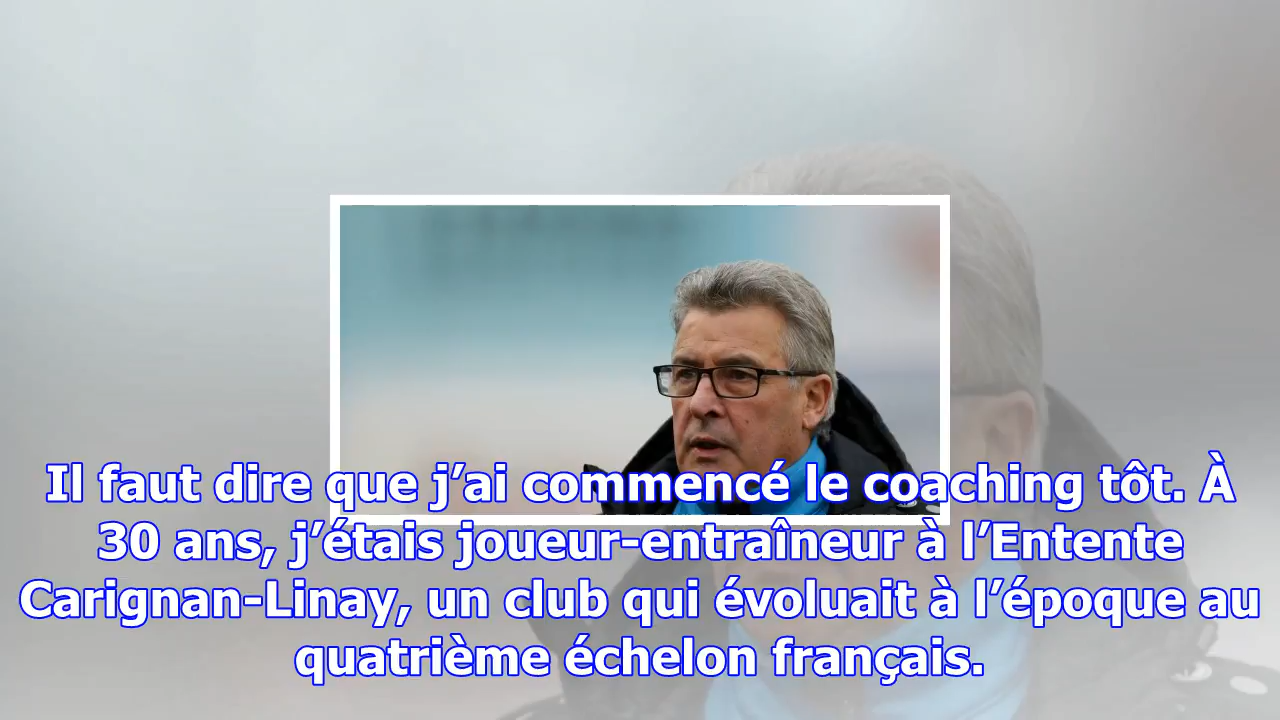 Il faut dire que j’ai commencé le coaching tôt. À
30 ans, j’étais joueur-entraîneur à l’Entente
Carignan-Linay, un club qui évoluait à l’époque au
quatrième échelon français.